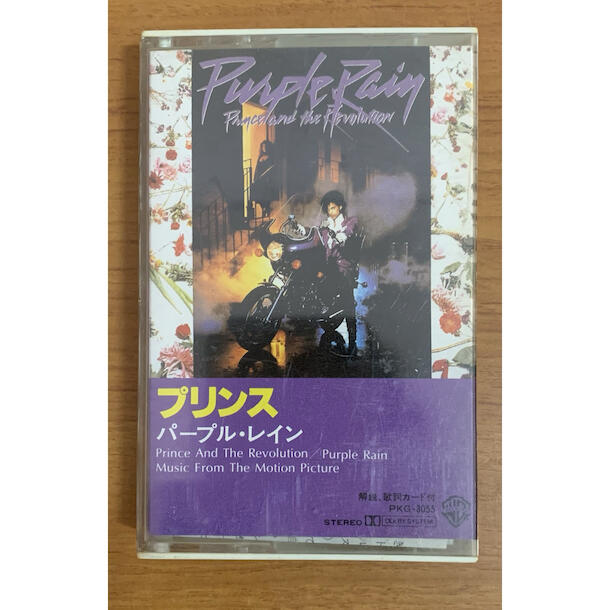 Purple Rain
Prince and the Revolution
プリンス
パープル・レイン
Prince And The Revolution／Purple Rain
Music From The Motion Picture
解説、歌詞カード付
PKG-3055
STEREO DOLBY SYSTEM